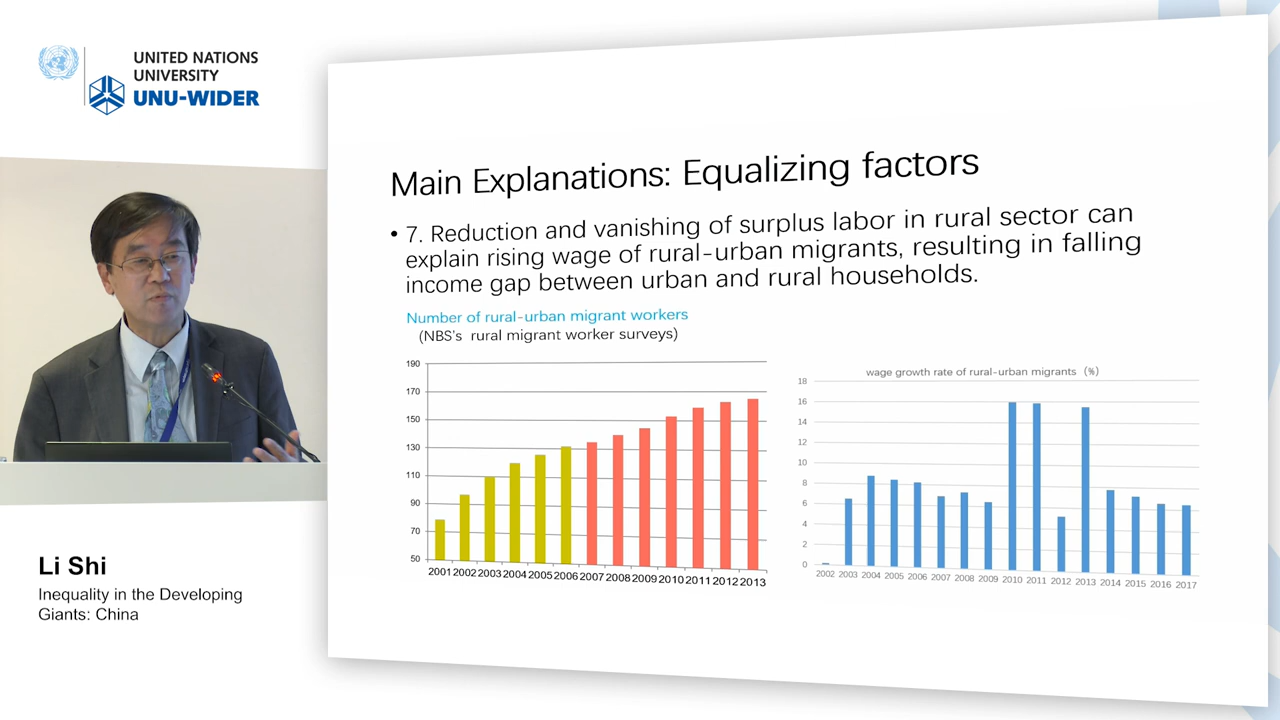 UNITED NATIONS
UNIVERSITY
UNU-WIDER
Main Explanations: Equalizing factors
• 7. Reduction and vanishing of surplus labor in rural sector can
explain rising wage of rural-urban migrants, resulting in falling
income gap between urban and rural households.
Number of rural-urban migrant workers
(NBS's rural migrant worker surveys)
190
170
150
130
110
90
70
50
2001 2002 2003 2004 2005 2006 2007 2008 2009 2010 2011 2012 2013
wage growth rate of rural-urban migrants (%)
18
16
14
12
10
8
6
4
2
0
2002 2003 2004 2005 2006 2007 2008 2009 2010 2011 2012 2013 2014 2015 2016 2017
Li Shi
Inequality in the Developing
Giants: China